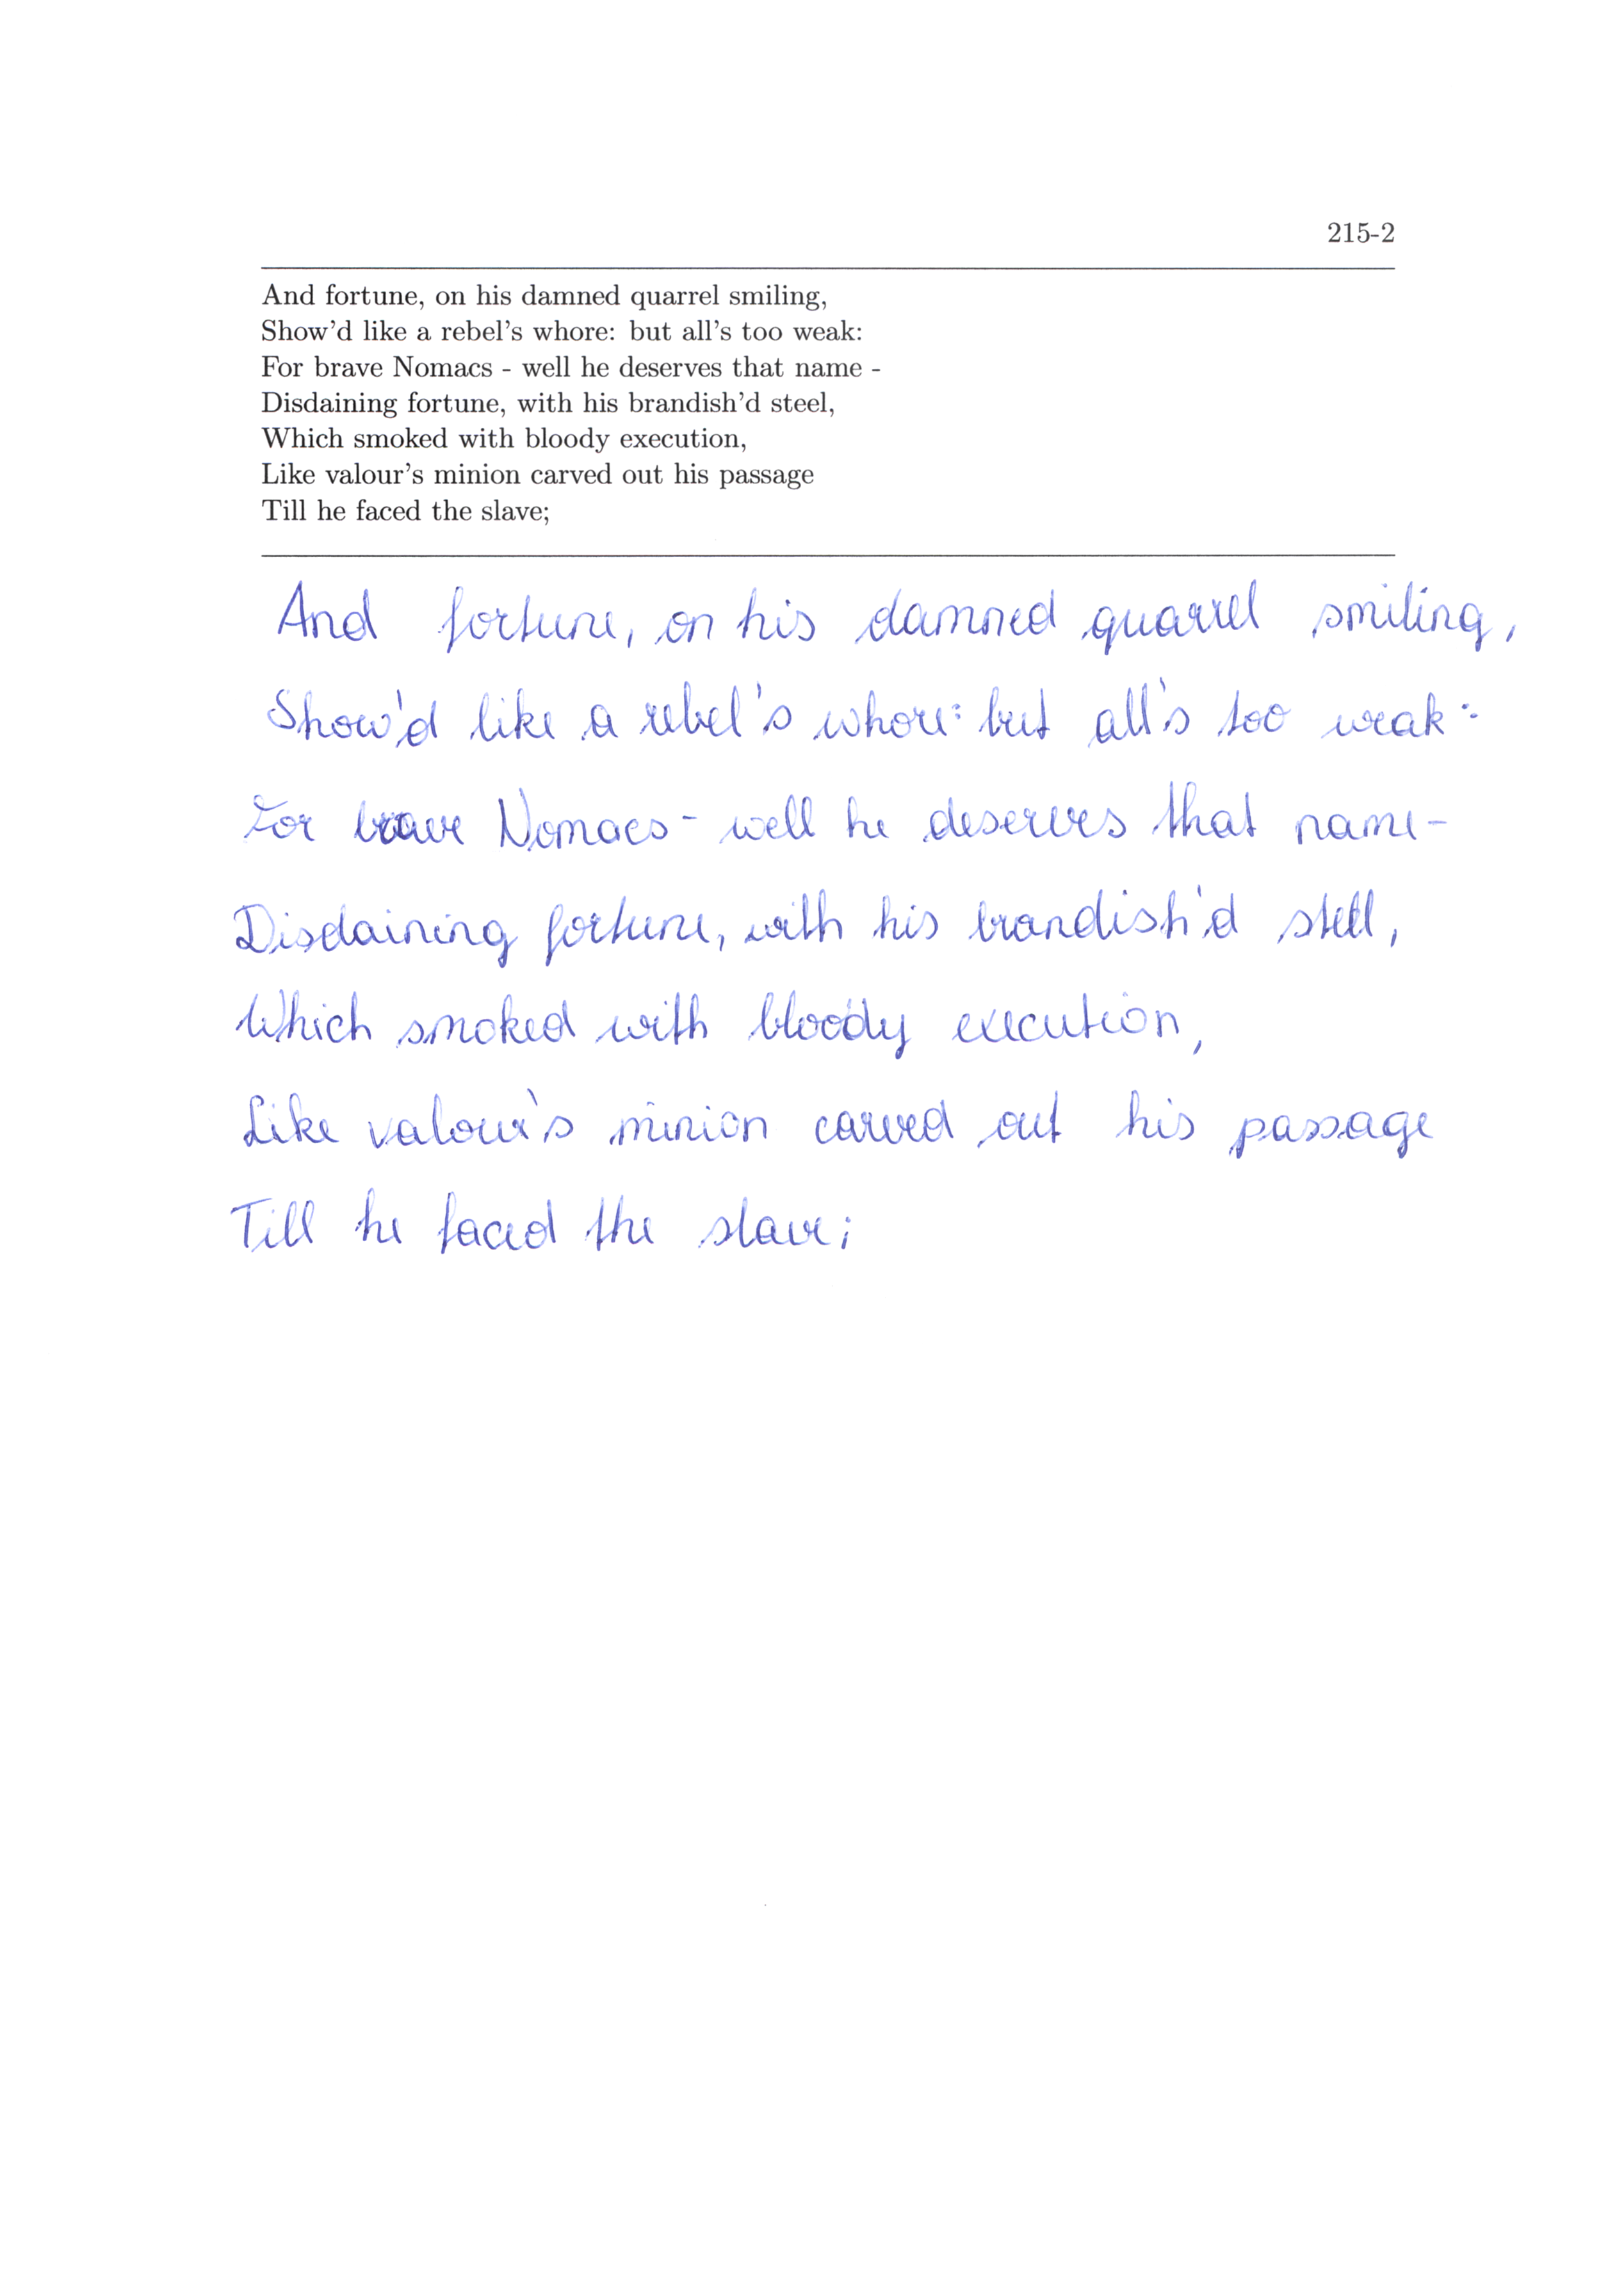 215-2
And fortune, on his damned quarrel smiling,
Show'd like a rebel's whore: but all's too weak:
For brave Nomacs - well he deserves that name -
Disdaining fortune, with his brandish'd steel,
Which smoked with bloody execution,
Like valour's minion carved out his passage
Till he faced the slave;
And fortune, on his damned quarrel smiling,
Show'd like a rebel's whore: but all's too weak:
For brave Nomacs - well he deserves that name -
Disdaining fortune, with his brandish'd steel,
Which smoked with bloody execution,
Like valour's minion carved out his passage
Till he faced the slave;